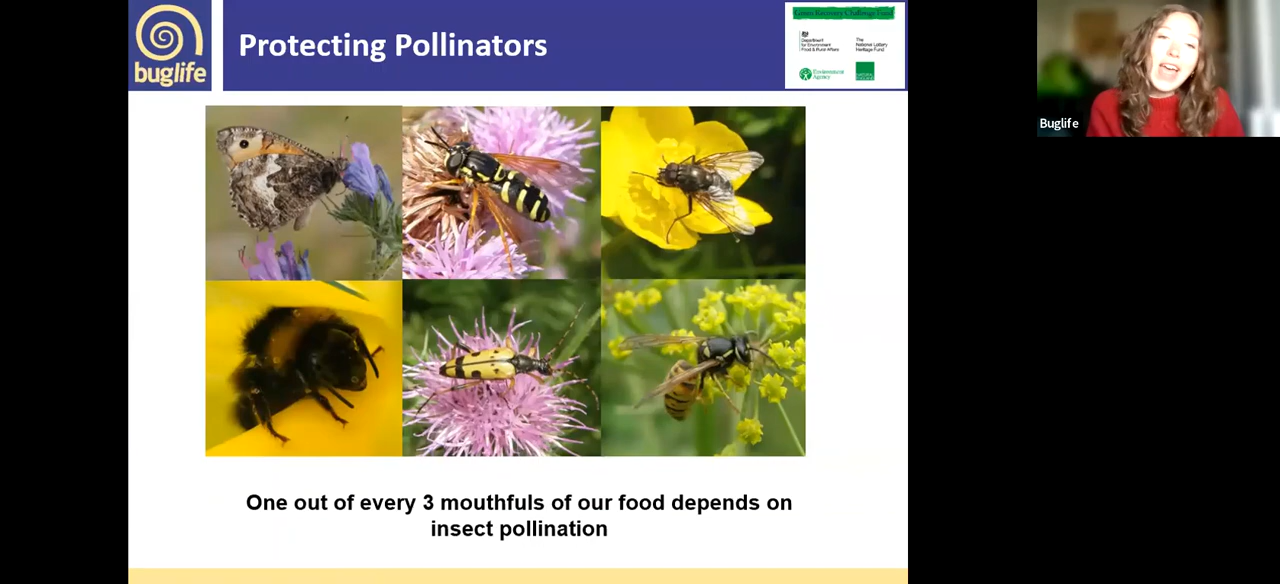 buglife
Protecting Pollinators
Green Recovery Challenge Fund
Department
for Environment
Food & Rural Affairs
The
National Lottery
Heritage Fund
Environment
Agency
Buglife
One out of every 3 mouthfuls of our food depends on
insect pollination